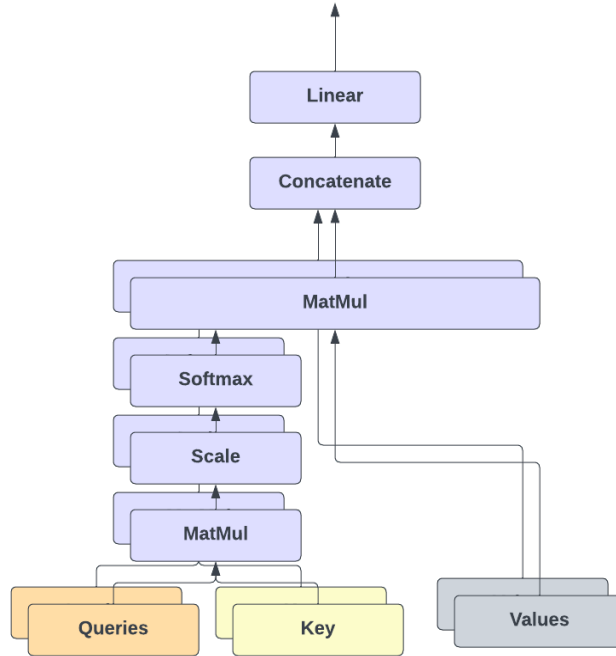 Linear
Concatenate
MatMul
Softmax
Scale
MatMul
Queries
Key
Values